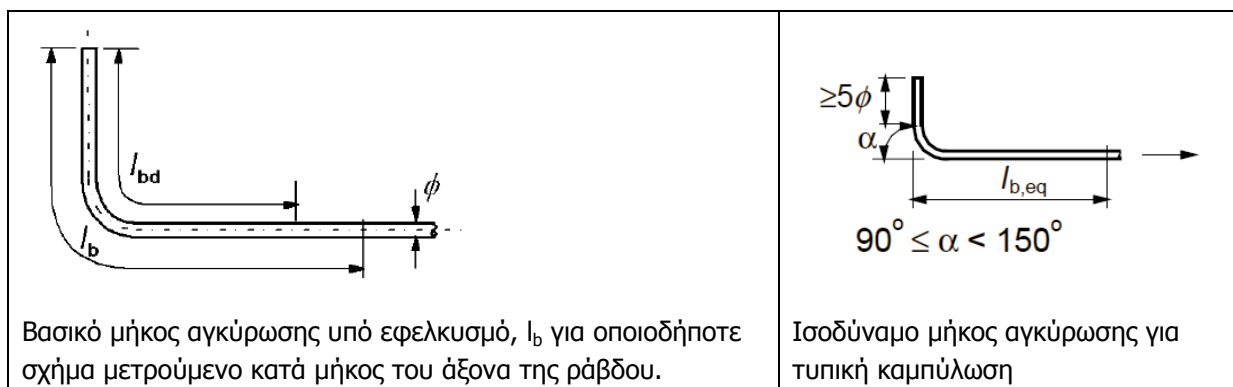 l_bd
ϕ
l_b
Βασικό μήκος αγκύρωσης υπό εφελκυσμό, l_b για οποιοδήποτε
σχήμα μετρούμενο κατά μήκος του άξονα της ράβδου.
≥5ϕ
α
l_b,eq
90° ≤ α < 150°
Ισοδύναμο μήκος αγκύρωσης για
τυπική καμπύλωση